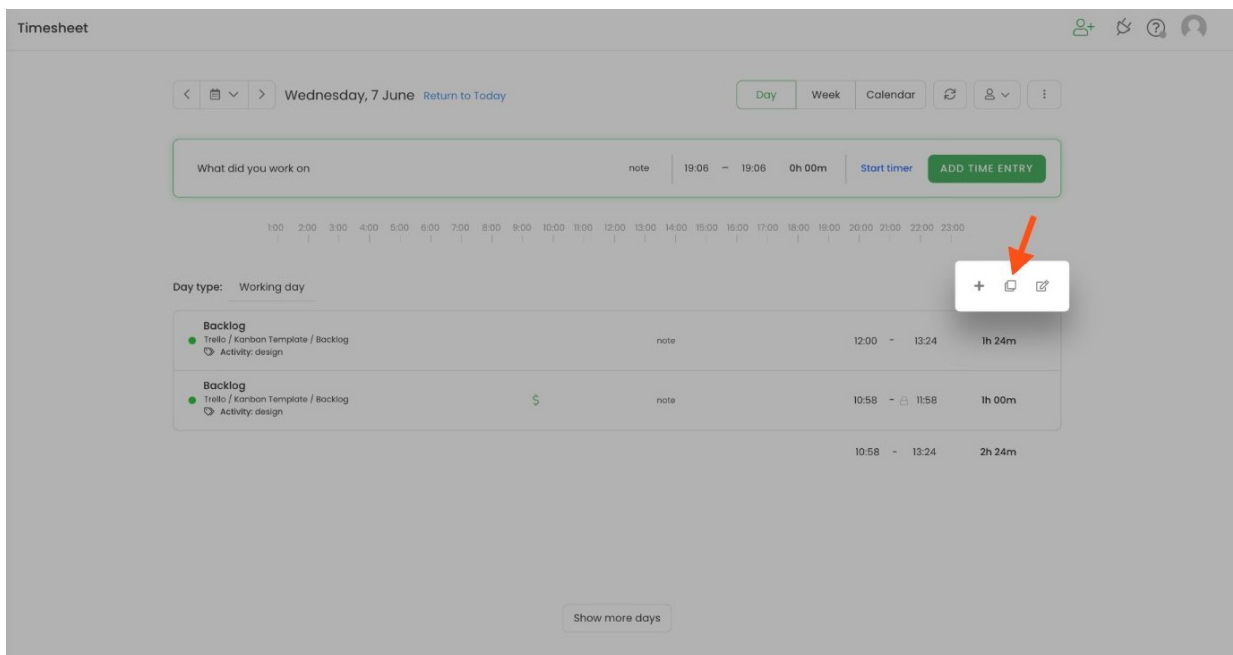 Timesheet
Wednesday, 7 June Return to Today
Day Week Calendar
What did you work on note 19:06 – 19:06 0h 00m Start timer ADD TIME ENTRY
1:00 2:00 3:00 4:00 5:00 6:00 7:00 8:00 9:00 10:00 11:00 12:00 13:00 14:00 15:00 16:00 17:00 18:00 19:00 20:00 21:00 22:00 23:00
Day type: Working day
Backlog
Trello / Kanban Template / Backlog note 12:00 - 13:24 1h 24m
Activity: design
Backlog
Trello / Kanban Template / Backlog $ note 10:58 - 11:58 1h 00m
Activity: design
10:58 - 13:24 2h 24m
Show more days